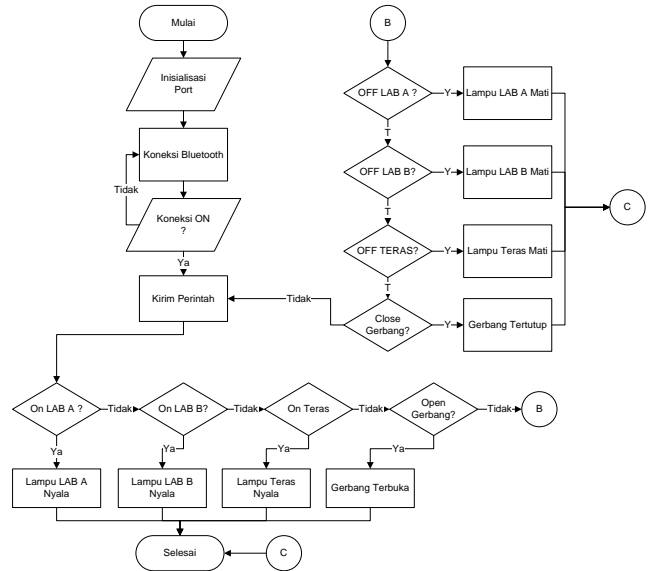 Mulai
Inisialisasi
Port
Koneksi Bluetooth
Tidak
Koneksi ON
?
Ya
Kirim Perintah
Tidak
B
OFF LAB A ?
Y
Lampu LAB A Mati
T
OFF LAB B?
Y
Lampu LAB B Mati
C
T
OFF TERAS?
Y
Lampu Teras Mati
T
Close
Gerbang?
Y
Gerbang Tertutup
On LAB A ?
Tidak
On LAB B?
Tidak
On Teras
Tidak
Open
Gerbang?
Tidak
B
Ya
Ya
Ya
Ya
Lampu LAB A
Nyala
Lampu LAB B
Nyala
Lampu Teras
Nyala
Gerbang Terbuka
Selesai
C